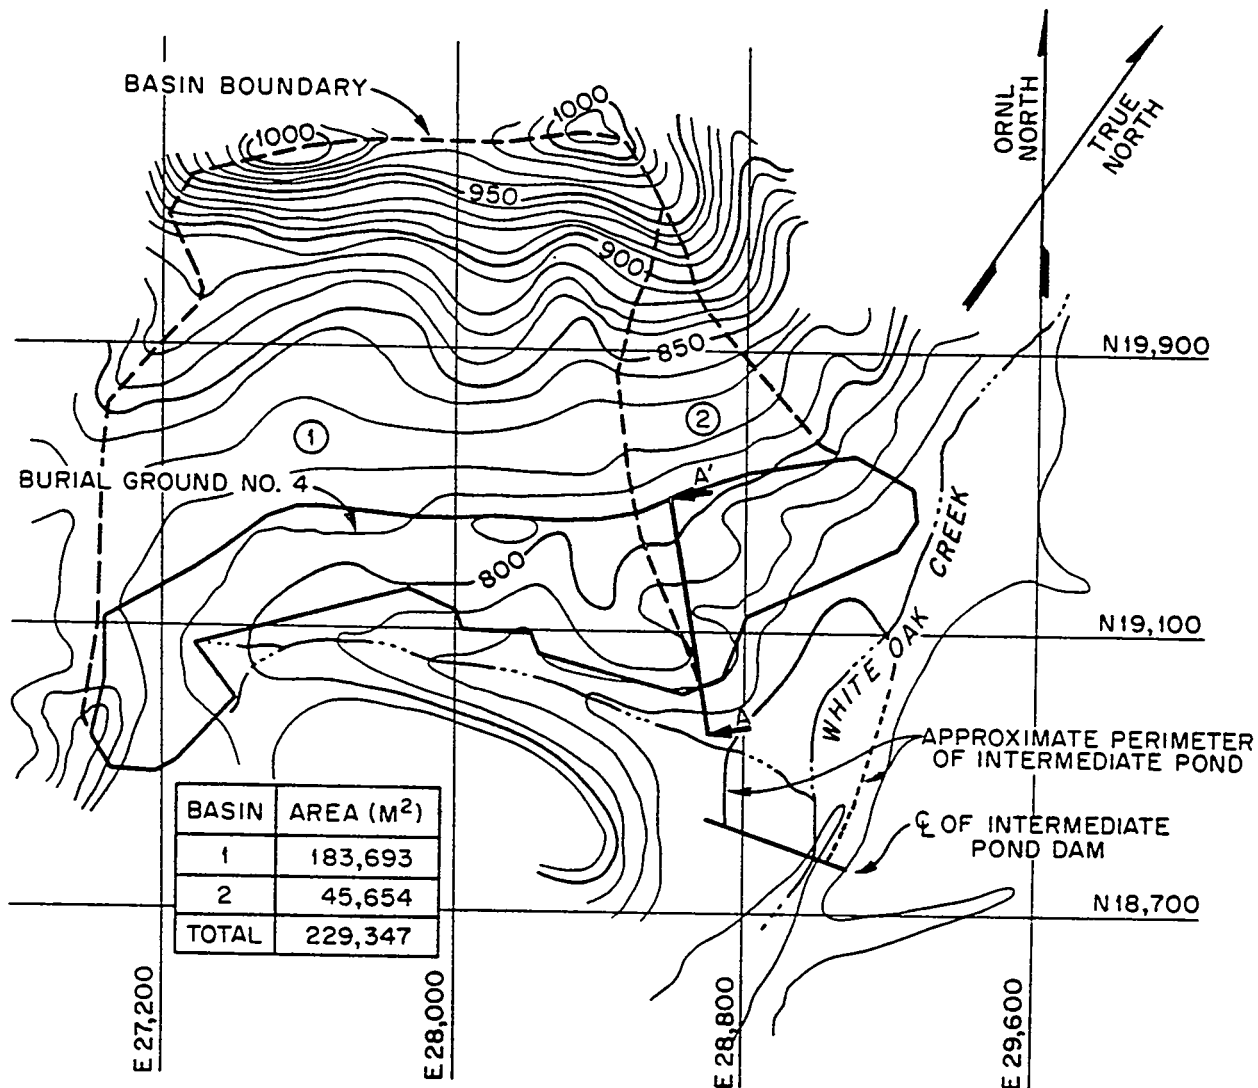 BASIN BOUNDARY
1000
1000
ORNL
NORTH
TRUE
NORTH
950
900
850
N19,900
1
2
BURIAL GROUND NO. 4
A'
800
WHITE OAK CREEK
N19,100
A
APPROXIMATE PERIMETER
OF INTERMEDIATE POND
℄ OF INTERMEDIATE
POND DAM
BASIN AREA (M²)
1 183,693
2 45,654
TOTAL 229,347
N18,700
E 27,200
E 28,000
E 28,800
E 29,600